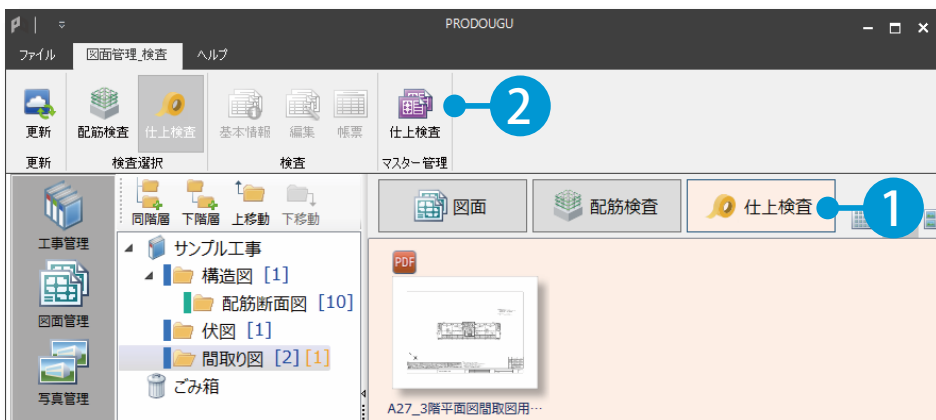 PRODOUGU
ファイル 図面管理_検査 ヘルプ
2
更新 配筋検査 仕上検査 基本情報 編集 帳票 仕上検査
更新 検査選択 検査 マスター管理
工事管理
図面管理
写真管理
同階層 下階層 上移動 下移動
サンプル工事
構造図 [1]
配筋断面図 [10]
伏図 [1]
間取り図 [2] [1]
ごみ箱
図面 配筋検査 仕上検査 1
PDF
A27_3階平面図間取図用…